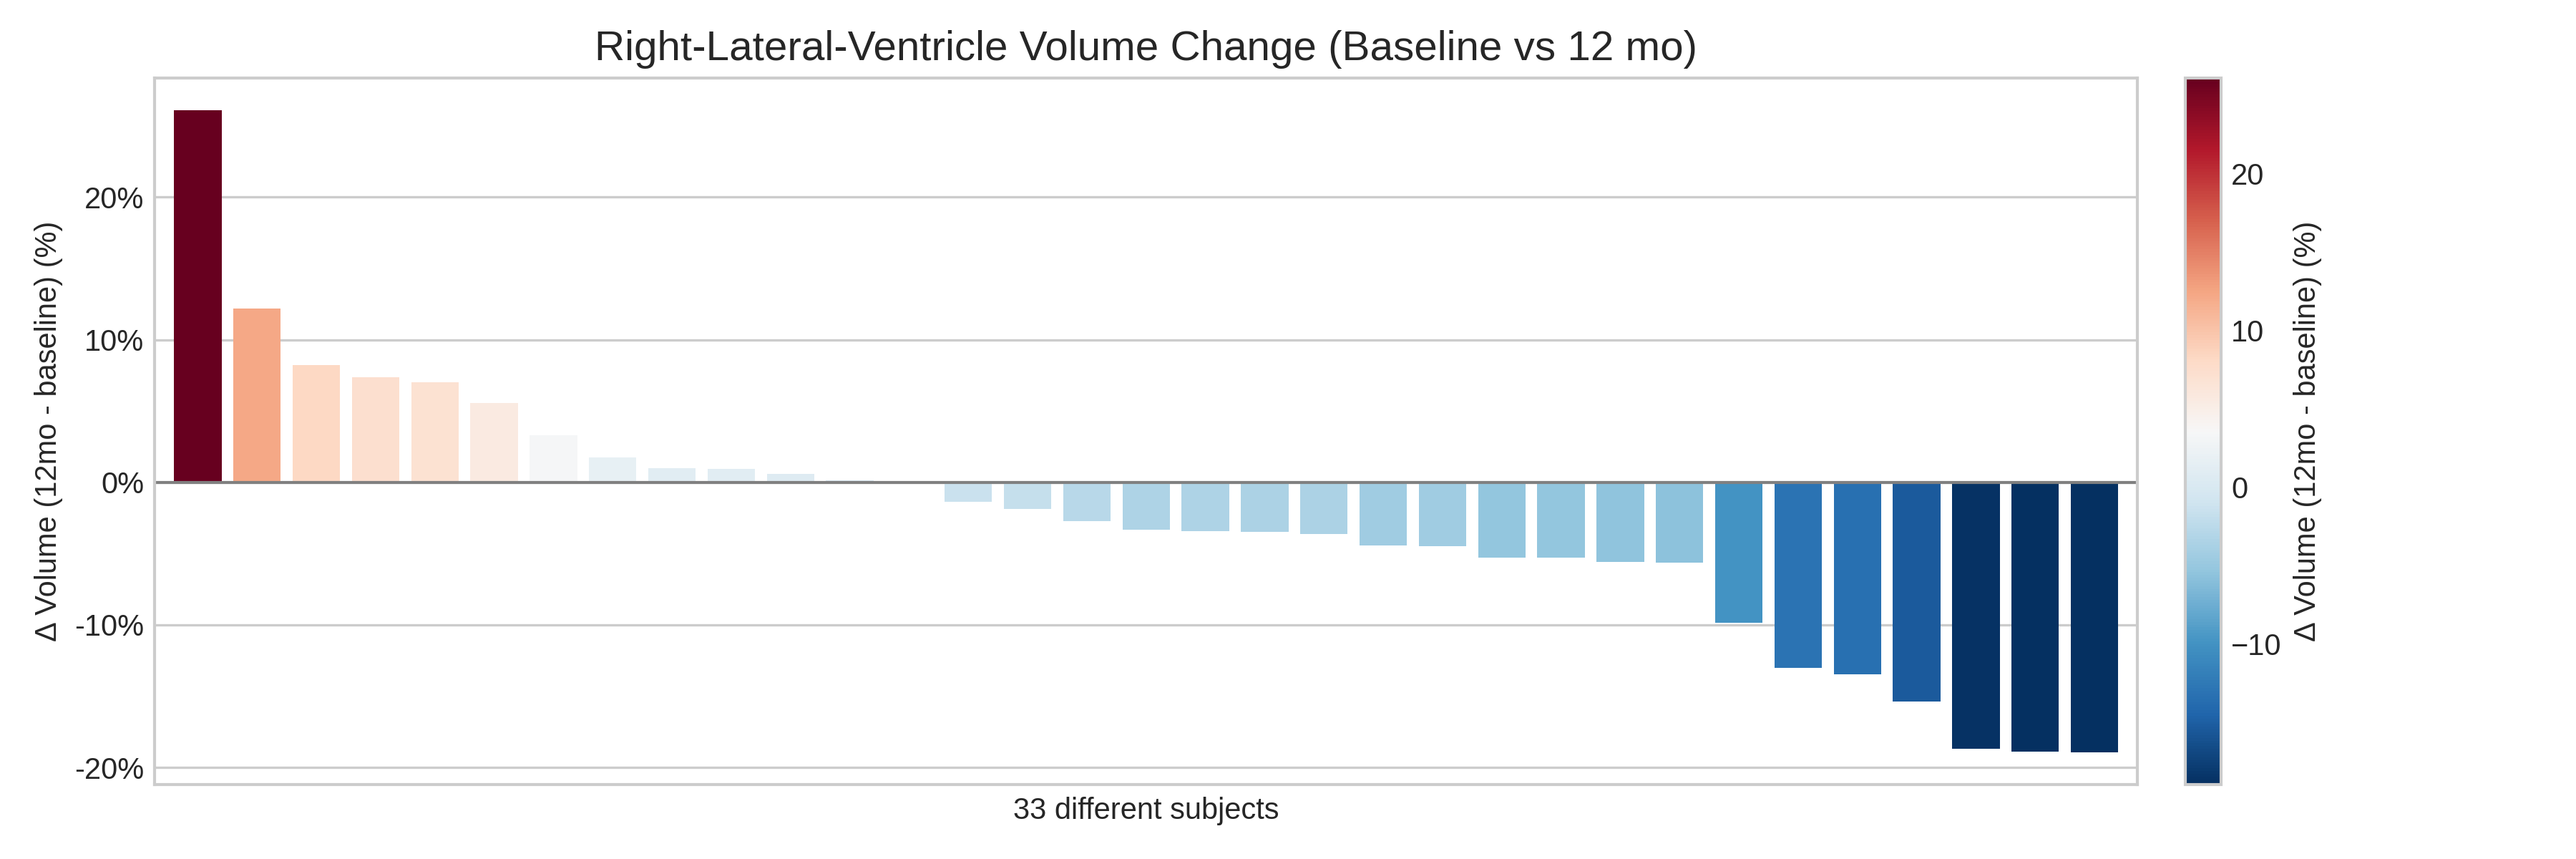 Right-Lateral-Ventricle Volume Change (Baseline vs 12 mo)
Δ Volume (12mo - baseline) (%)
20%
10%
0%
-10%
-20%
33 different subjects
20
10
0
−10
Δ Volume (12mo - baseline) (%)